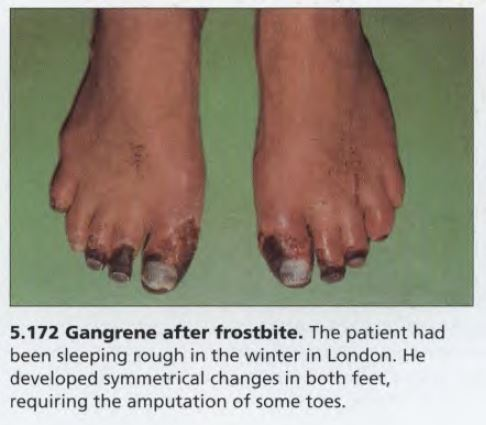 5.172 Gangrene after frostbite. The patient had
been sleeping rough in the winter in London. He
developed symmetrical changes in both feet,
requiring the amputation of some toes.